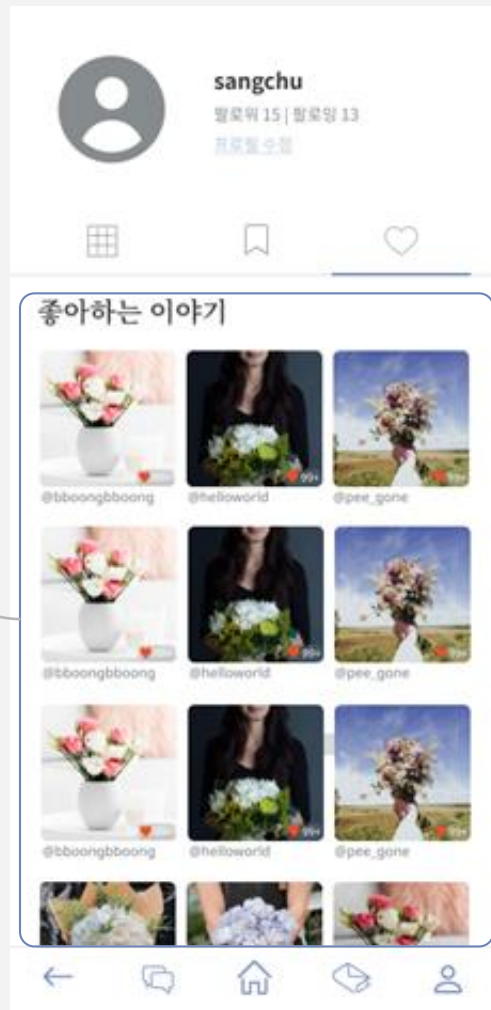 sangchu
팔로워 15 | 팔로잉 13
프로필 수정
좋아하는 이야기
99+
99+
@bboongbboong @helloworld @pee_gone
99+
99+
@bboongbboong @helloworld @pee_gone
99+
99+
@bboongbboong @helloworld @pee_gone